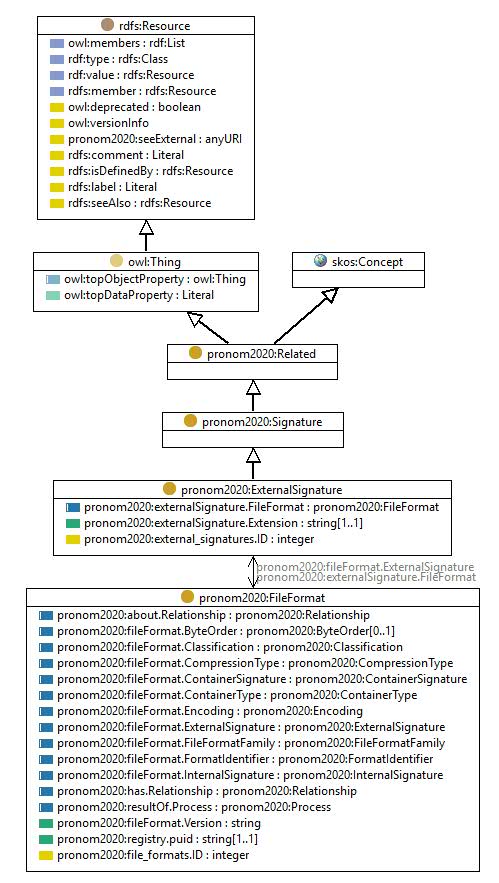 rdfs:Resource
owl:members : rdf:List
rdf:type : rdfs:Class
rdf:value : rdfs:Resource
rdfs:member : rdfs:Resource
owl:deprecated : boolean
owl:versionInfo
pronom2020:seeExternal : anyURI
rdfs:comment : Literal
rdfs:isDefinedBy : rdfs:Resource
rdfs:label : Literal
rdfs:seeAlso : rdfs:Resource
owl:Thing
owl:topObjectProperty : owl:Thing
owl:topDataProperty : Literal
skos:Concept
pronom2020:Related
pronom2020:Signature
pronom2020:ExternalSignature
pronom2020:externalSignature.FileFormat : pronom2020:FileFormat
pronom2020:externalSignature.Extension : string[1..1]
pronom2020:external_signatures.ID : integer
pronom2020:fileFormat.ExternalSignature
pronom2020:externalSignature.FileFormat
pronom2020:FileFormat
pronom2020:about.Relationship : pronom2020:Relationship
pronom2020:fileFormat.ByteOrder : pronom2020:ByteOrder[0..1]
pronom2020:fileFormat.Classification : pronom2020:Classification
pronom2020:fileFormat.CompressionType : pronom2020:CompressionType
pronom2020:fileFormat.ContainerSignature : pronom2020:ContainerSignature
pronom2020:fileFormat.ContainerType : pronom2020:ContainerType
pronom2020:fileFormat.Encoding : pronom2020:Encoding
pronom2020:fileFormat.ExternalSignature : pronom2020:ExternalSignature
pronom2020:fileFormat.FileFormatFamily : pronom2020:FileFormatFamily
pronom2020:fileFormat.FormatIdentifier : pronom2020:FormatIdentifier
pronom2020:fileFormat.InternalSignature : pronom2020:InternalSignature
pronom2020:has.Relationship : pronom2020:Relationship
pronom2020:resultOf.Process : pronom2020:Process
pronom2020:fileFormat.Version : string
pronom2020:registry.puid : string[1..1]
pronom2020:file_formats.ID : integer